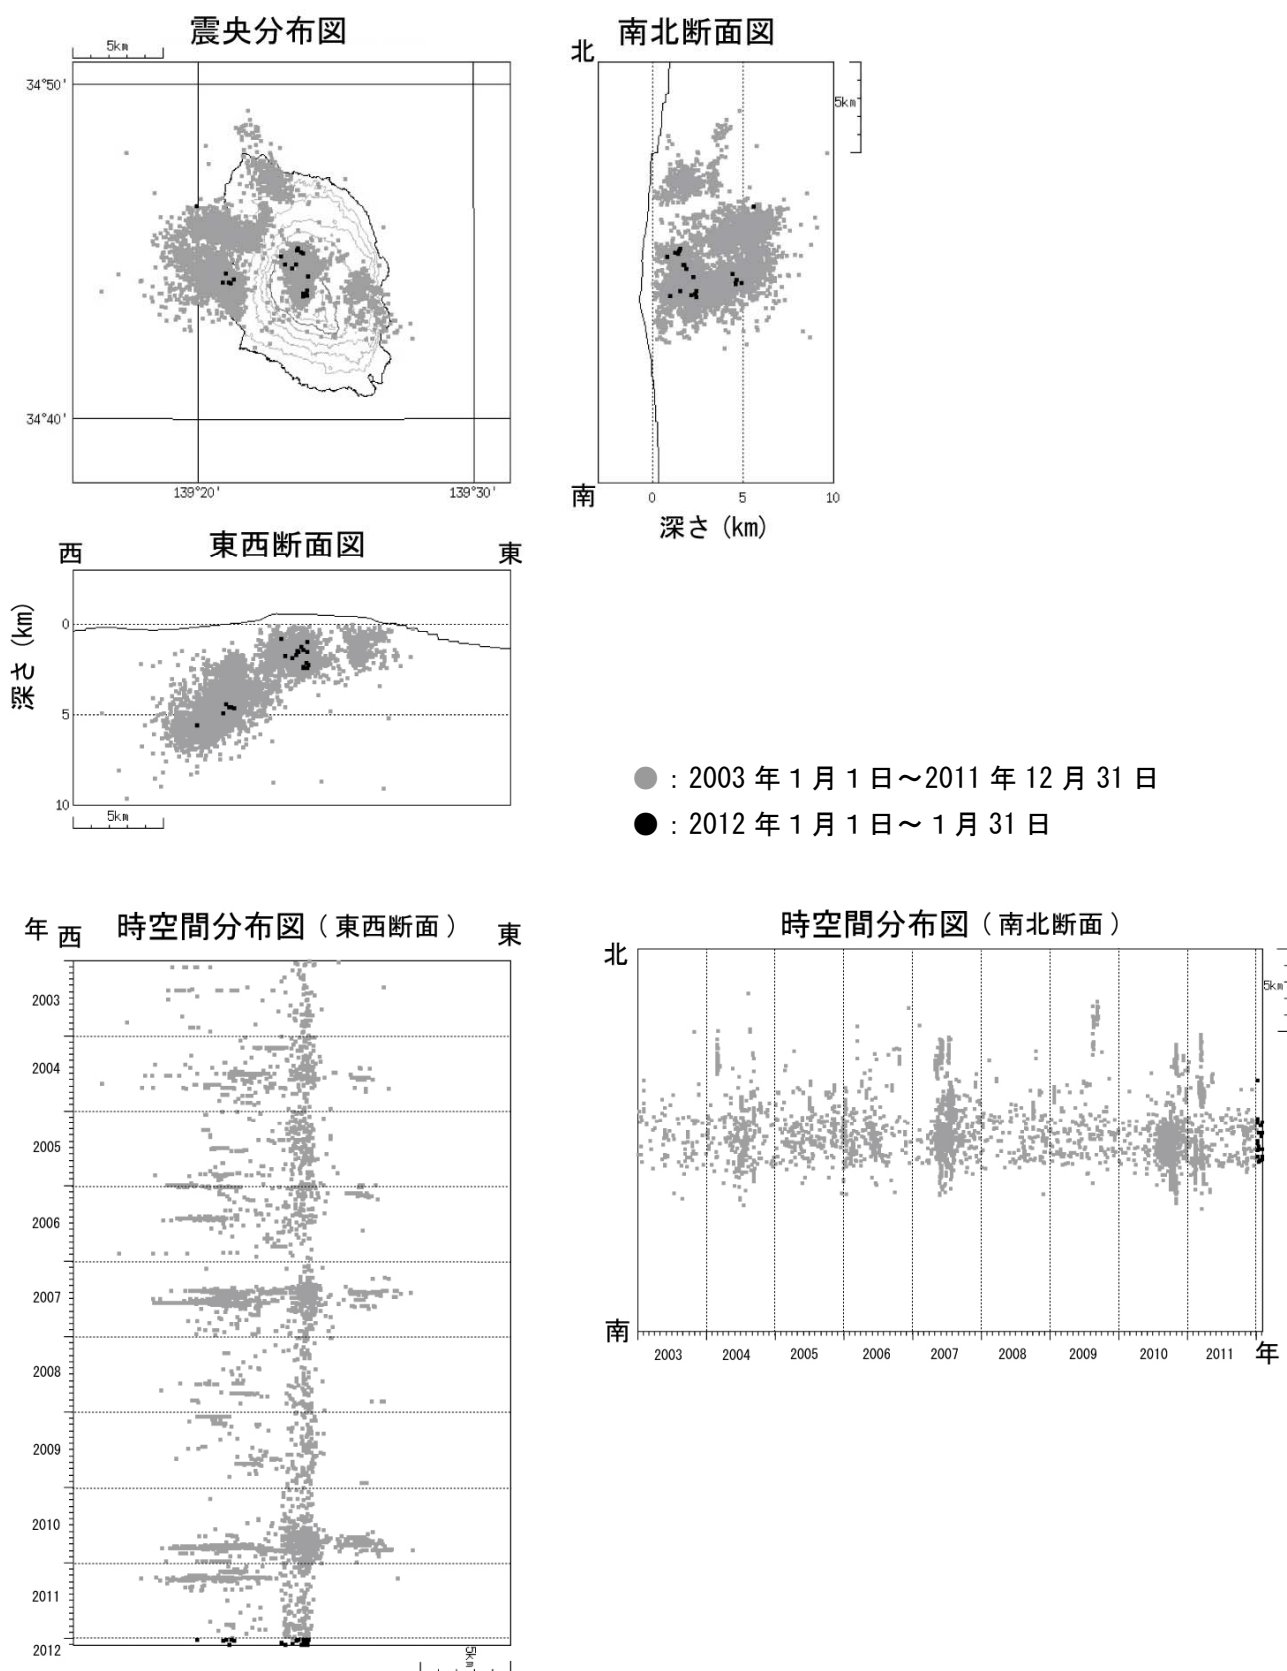 震央分布図
5km
34°50'
34°40'
139°20'
139°30'
南北断面図
北
5km
南
0
5
10
深さ (km)
東西断面図
西
東
深さ (km)
0
5
10
5km
：2003 年 1 月 1 日～2011 年 12 月 31 日
：2012 年 1 月 1 日～ 1 月 31 日
時空間分布図（東西断面）
年
西
東
2003
2004
2005
2006
2007
2008
2009
2010
2011
2012
5km
時空間分布図（南北断面）
北
5km
南
2003
2004
2005
2006
2007
2008
2009
2010
2011
年